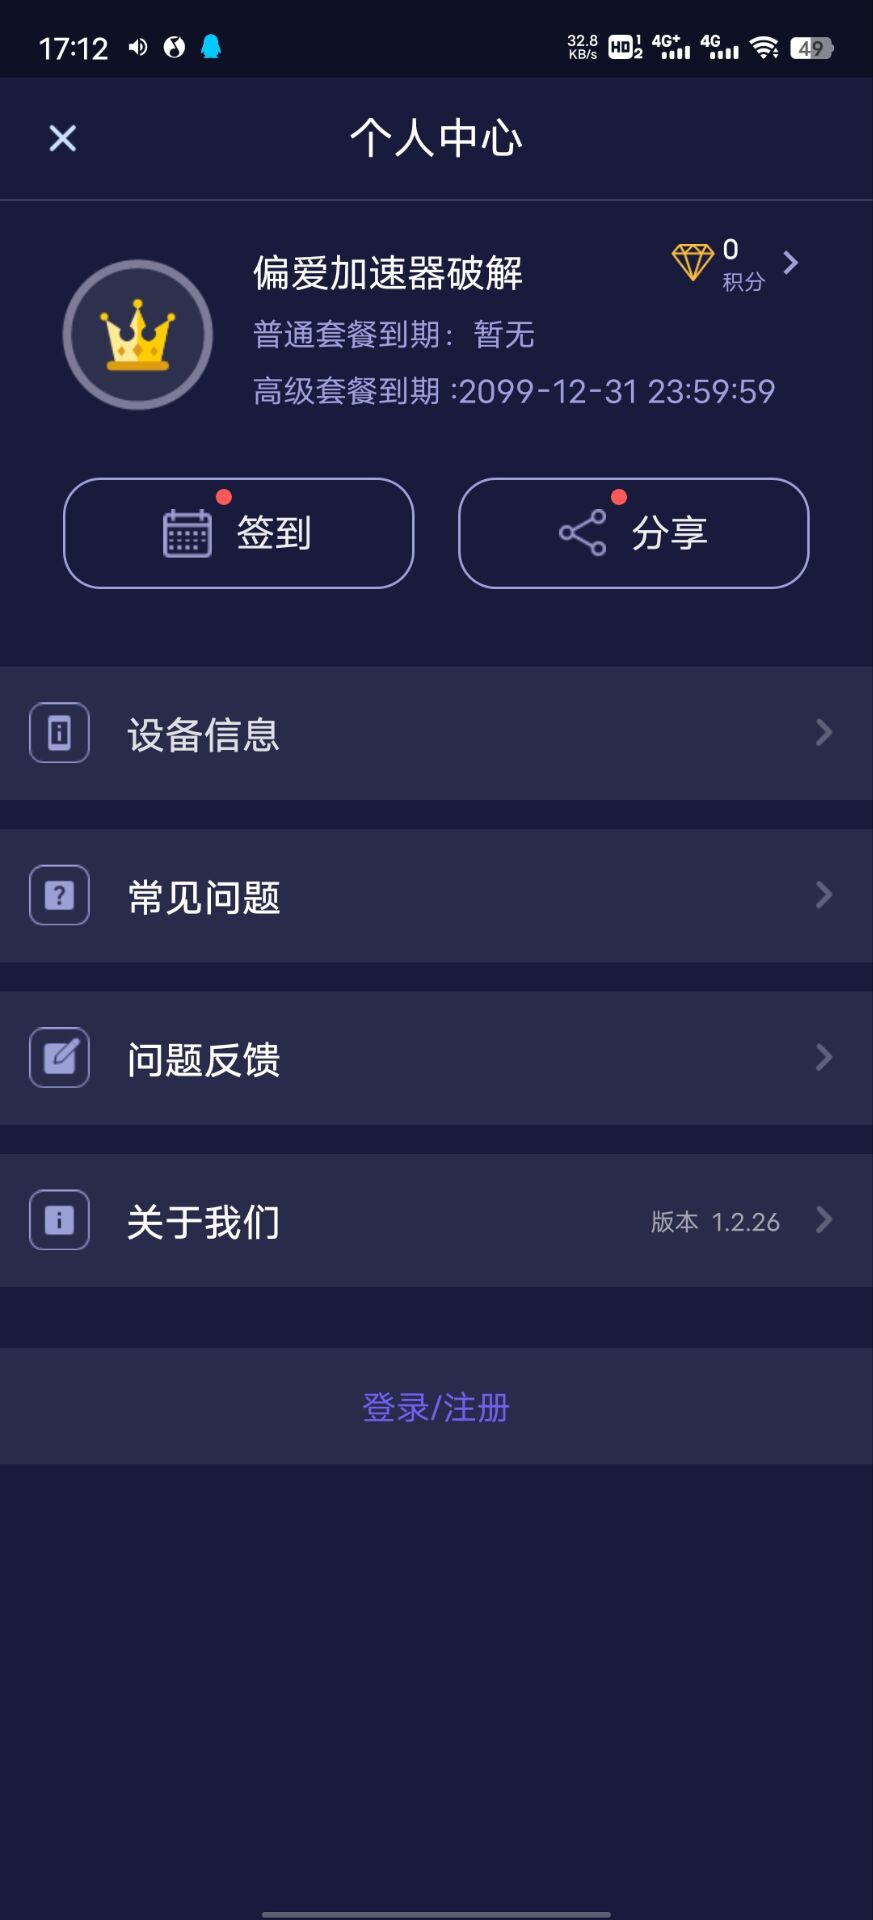 17:12 32.8 KB/s HD 1 2 4G+ 4G 49
个人中心
偏爱加速器破解 0 积分
普通套餐到期：暂无
高级套餐到期 :2099-12-31 23:59:59
签到 分享
设备信息
常见问题
问题反馈
关于我们 版本 1.2.26
登录/注册